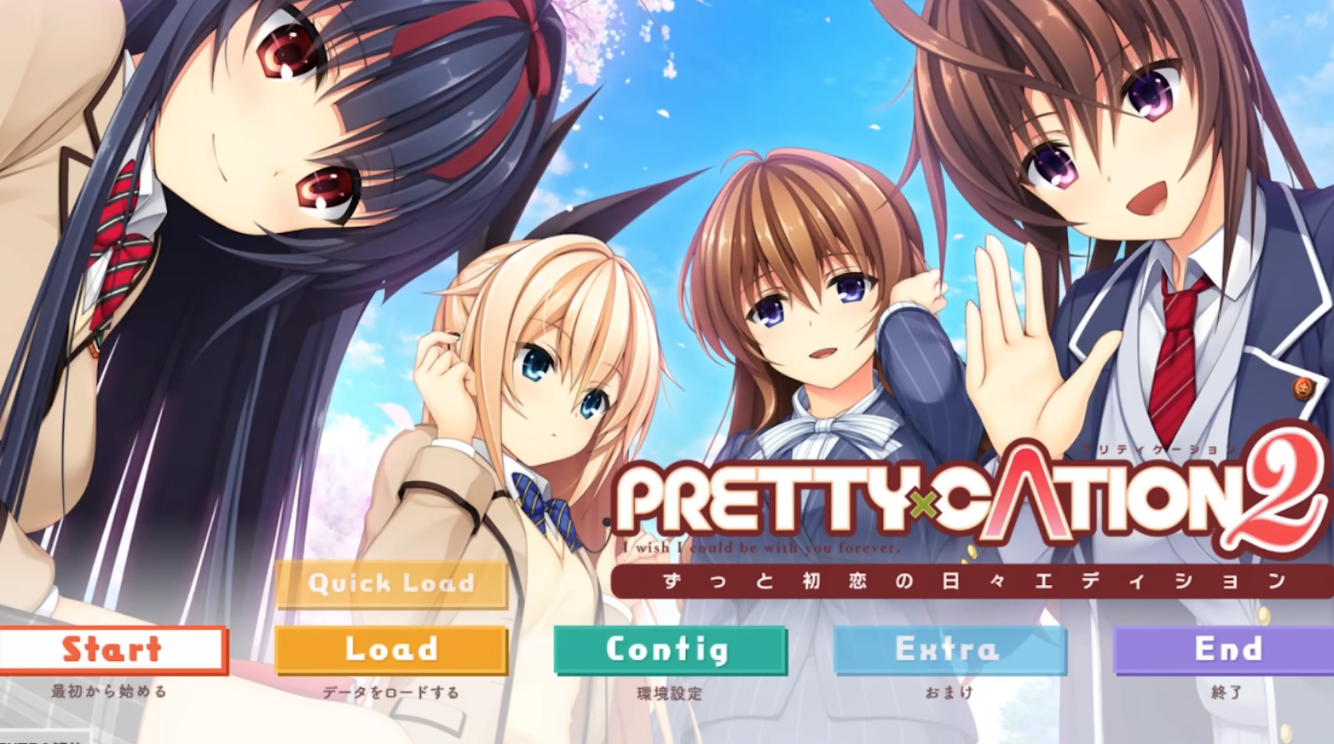 プリティケーション
PRETTY×CATION2
I wish I could be with you forever.
ずっと初恋の日々エディション
Quick Load
Start
Load
Contig
Extra
End
最初から始める
データをロードする
環境設定
おまけ
終了